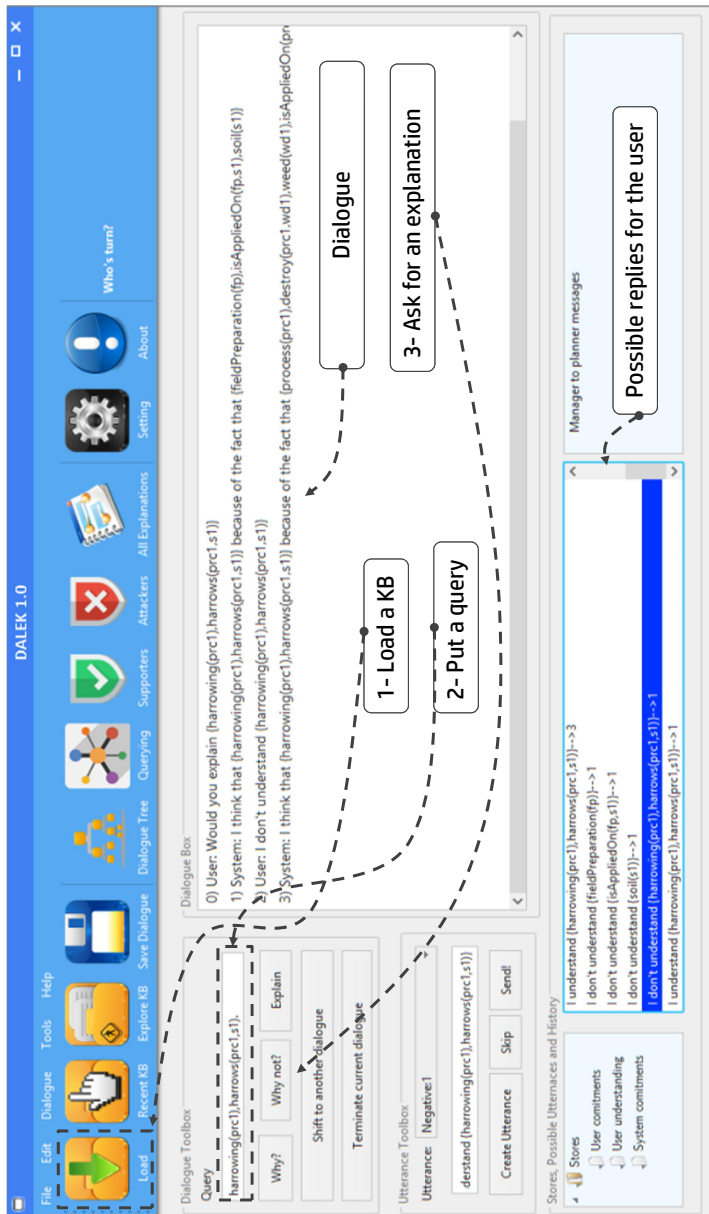 DALEK 1.0
File Edit Dialogue Tools Help
Load
Recent KB
Explore KB
Save Dialogue
Dialogue Tree
Querying
Supporters
Attackers
All Explanations
Setting
About
Who's turn?
Dialogue Toolbox
Query
harrowing(prc1),harrows(prc1,s1).
Why?
Why not?
Explain
Shift to another dialogue
Terminate current dialogue
Utterance Toolbox
Utterance: Negative:1
derstand {harrowing(prc1),harrows(prc1,s1)}
Create Utterance
Skip
Send!
Dialogue Box
0) User: Would you explain {harrowing(prc1),harrows(prc1,s1)}
1) System: I think that {harrowing(prc1),harrows(prc1,s1)} because of the fact that {fieldPreparation(fp),isAppliedOn(fp,s1),soil(s1)}
2) User: I don't understand {harrowing(prc1),harrows(prc1,s1)}
3) System: I think that {harrowing(prc1),harrows(prc1,s1)} because of the fact that {process(prc1),destroy(prc1,wd1),weed(wd1),isAppliedOn(pr
Dialogue
3- Ask for an explanation
1- Load a KB
2- Put a query
Stores, Possible Utternaces and History
Stores
User comitments
User understanding
System comitments
I understand {harrowing(prc1),harrows(prc1,s1)}-->3
I don't understand {fieldPreparation(fp)}-->1
I don't understand {isAppliedOn(fp,s1)}-->1
I don't understand {soil(s1)}-->1
I don't understand {harrowing(prc1),harrows(prc1,s1)}-->1
I understand {harrowing(prc1),harrows(prc1,s1)}-->1
Manager to planner messages
Possible replies for the user